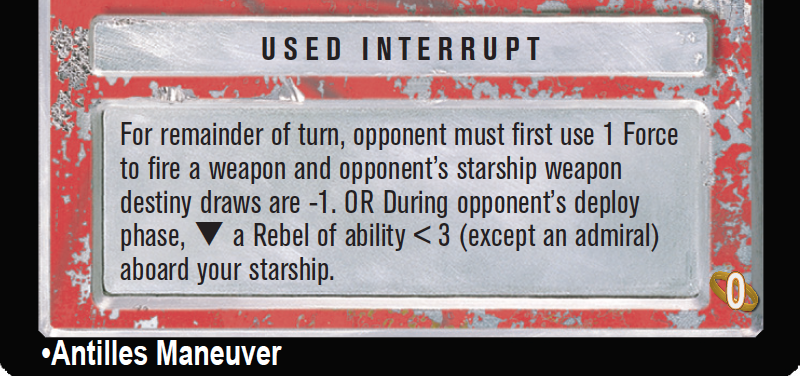 USED INTERRUPT
For remainder of turn, opponent must first use 1 Force
to fire a weapon and opponent's starship weapon
destiny draws are -1. OR During opponent's deploy
phase, ▼ a Rebel of ability < 3 (except an admiral)
aboard your starship.
0
•Antilles Maneuver